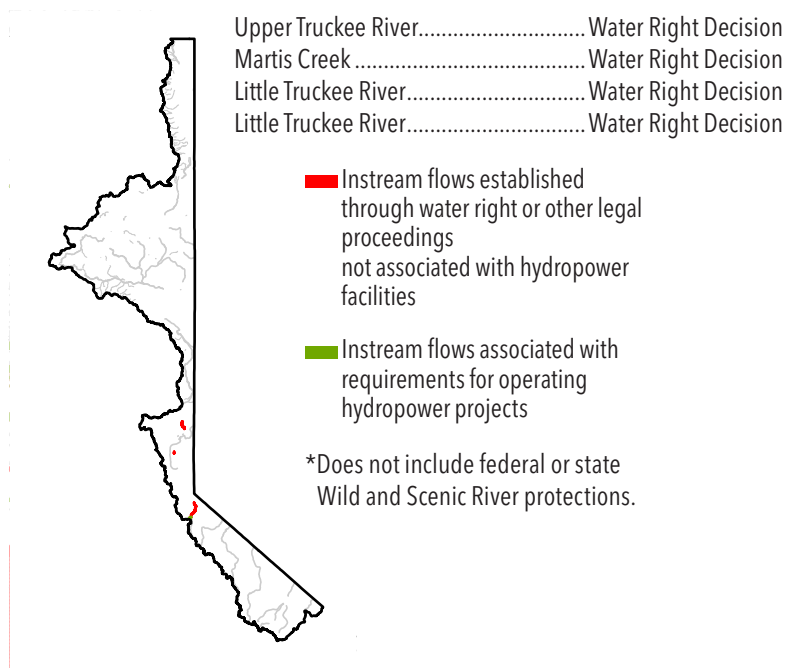 Upper Truckee River............................. Water Right Decision
Martis Creek ........................................ Water Right Decision
Little Truckee River............................... Water Right Decision
Little Truckee River............................... Water Right Decision
Instream flows established
through water right or other legal
proceedings
not associated with hydropower
facilities
Instream flows associated with
requirements for operating
hydropower projects
*Does not include federal or state
Wild and Scenic River protections.